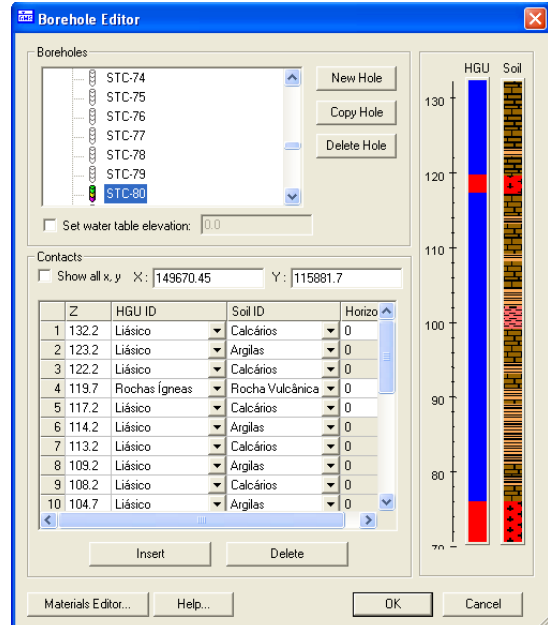 Borehole Editor
Boreholes
STC-74
STC-75
STC-76
STC-77
STC-78
STC-79
STC-80
New Hole
Copy Hole
Delete Hole
Set water table elevation: 0.0
Contacts
Show all x, y X: 149670.45 Y: 115881.7
Z HGU ID Soil ID Horizo
1 132.2 Liásico Calcários 0
2 123.2 Liásico Argilas 0
3 122.2 Liásico Calcários 0
4 119.7 Rochas Ígneas Rocha Vulcânica 0
5 117.2 Liásico Calcários 0
6 114.2 Liásico Argilas 0
7 113.2 Liásico Calcários 0
8 109.2 Liásico Argilas 0
9 108.2 Liásico Calcários 0
10 104.7 Liásico Argilas 0
Insert Delete
HGU Soil
130
120
110
100
90
80
70
Materials Editor... Help... OK Cancel